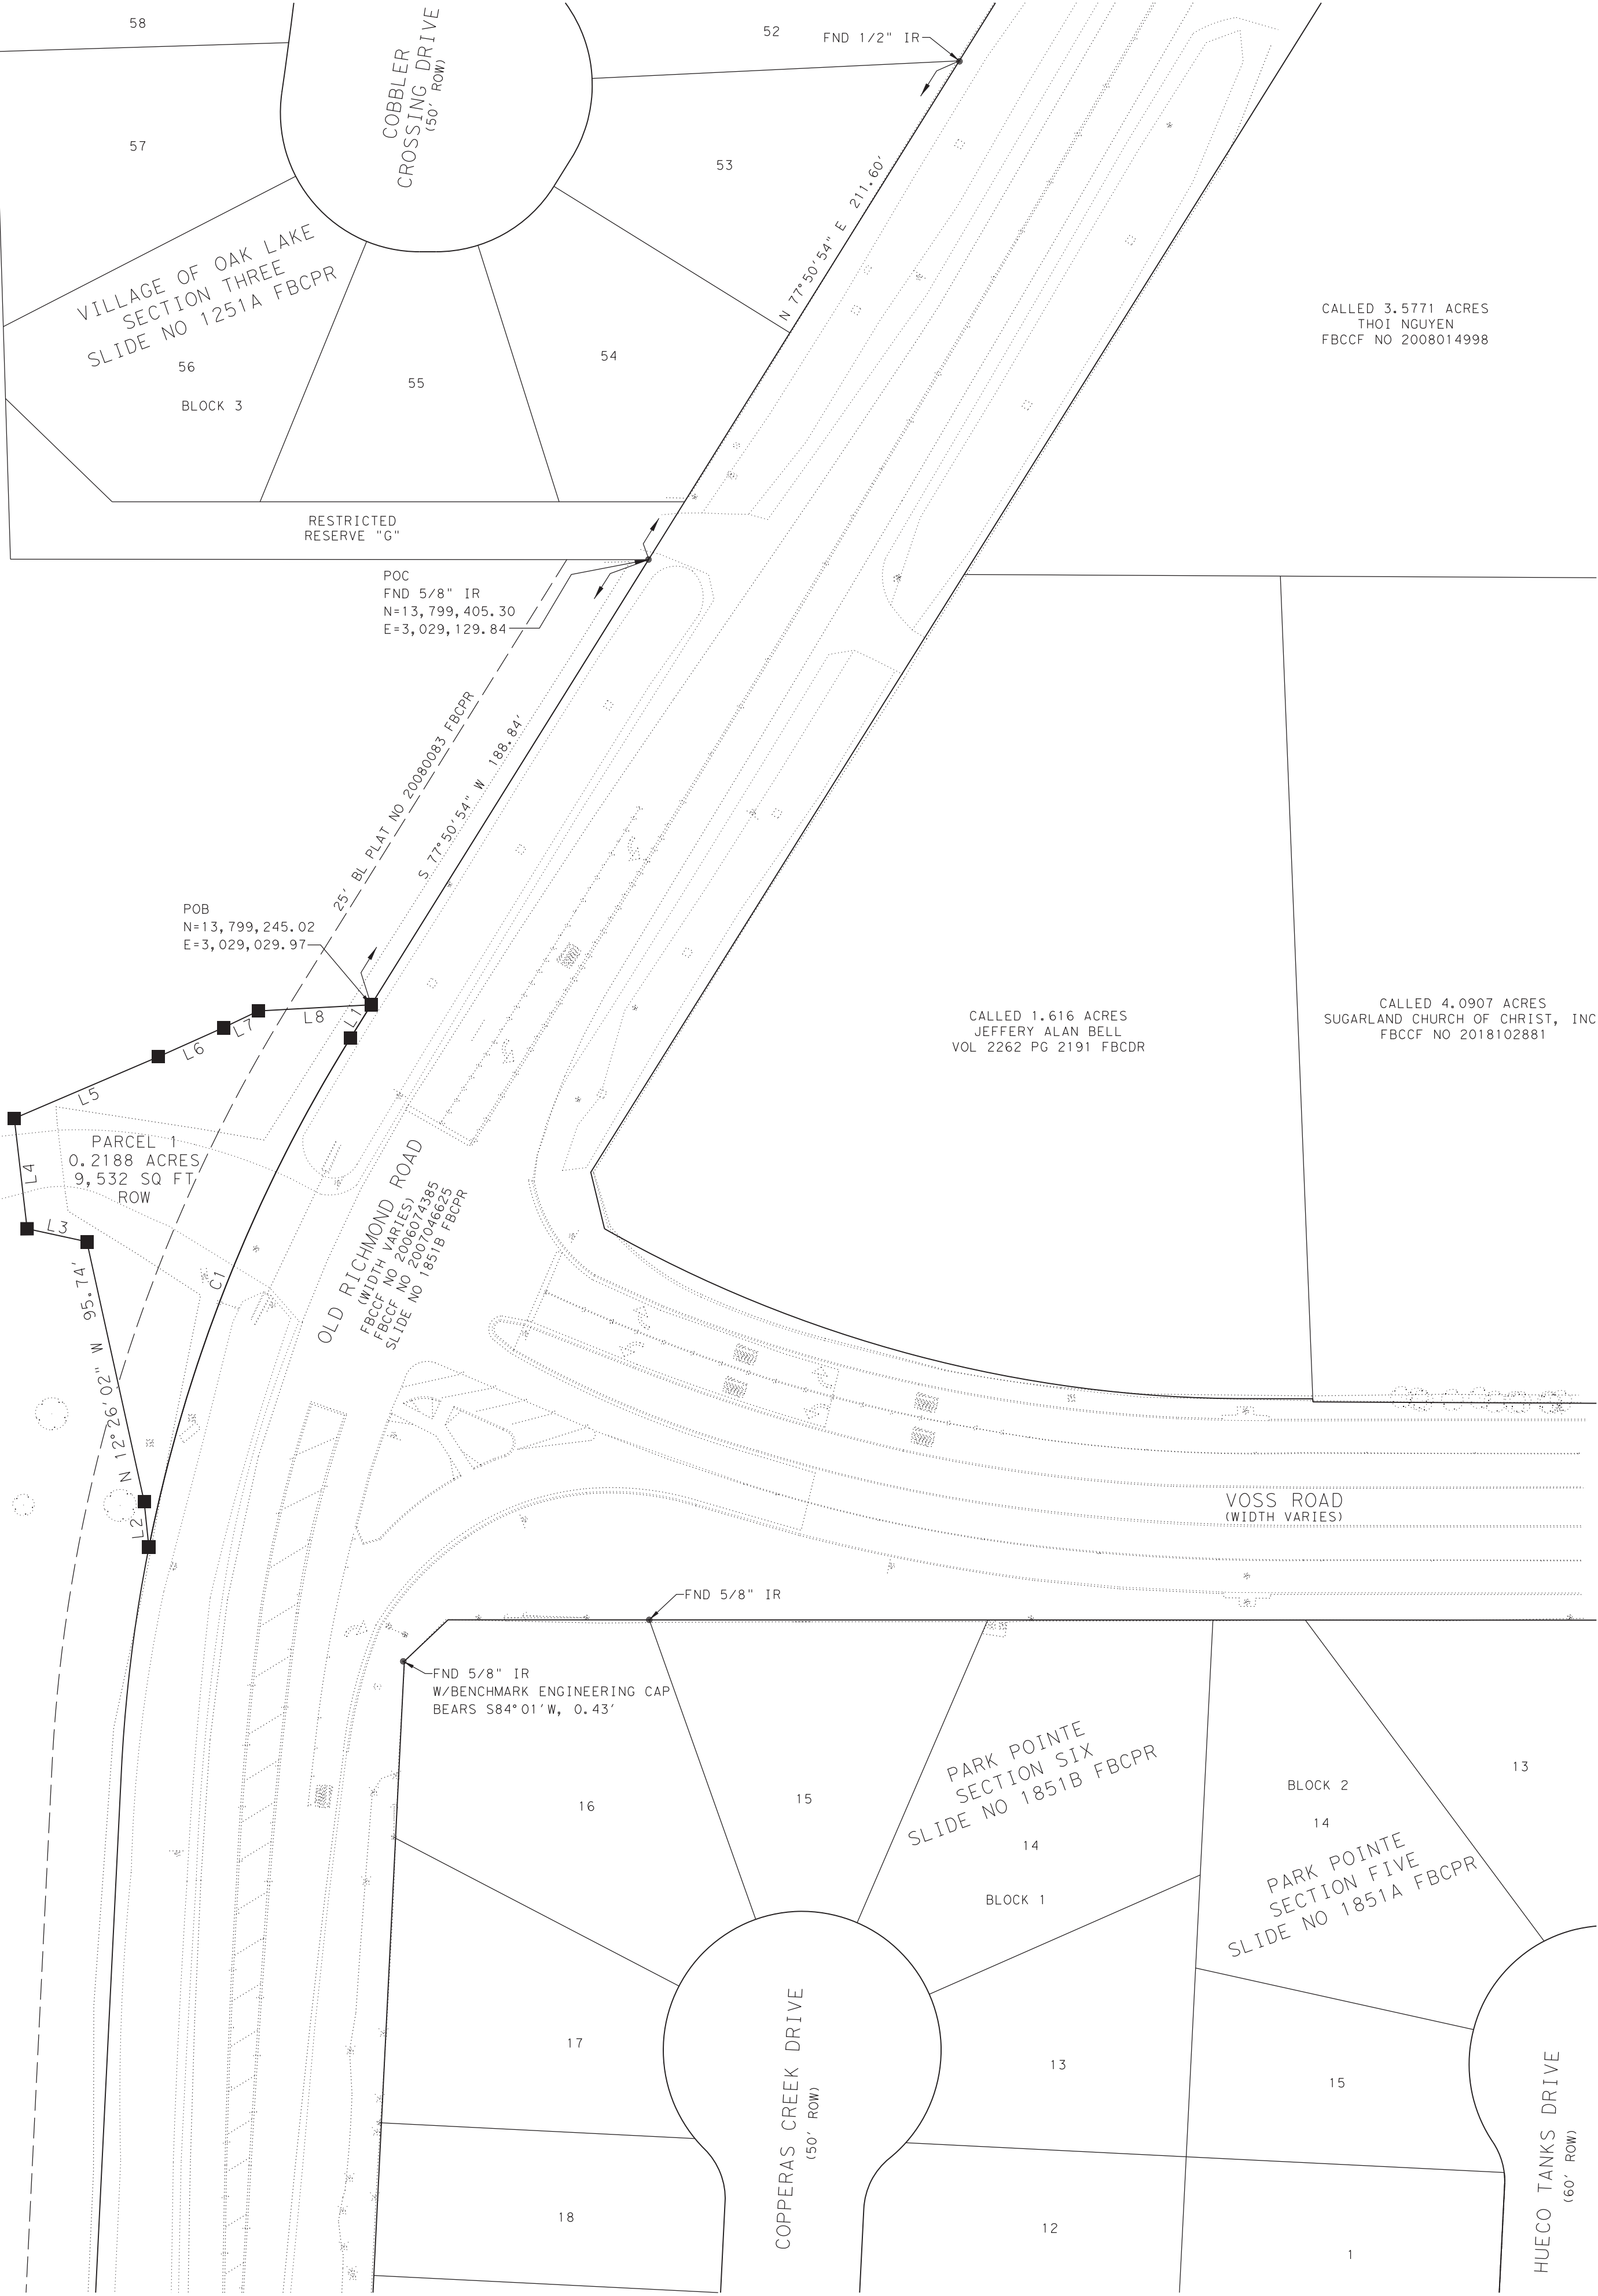 58
52
FND 1/2" IR
COBBLER
CROSSING DRIVE
(50' ROW)
57
53
N 77°50'54" E 211.60'
VILLAGE OF OAK LAKE
SECTION THREE
SLIDE NO 1251A FBCPR
56
BLOCK 3
55
54
CALLED 3.5771 ACRES
THOI NGUYEN
FBCCF NO 2008014998
RESTRICTED
RESERVE "G"
POC
FND 5/8" IR
N=13,799,405.30
E=3,029,129.84
25' BL PLAT NO 20080083 FBCPR
S 77°50'54" W 188.84'
POB
N=13,799,245.02
E=3,029,029.97
L1
L8
L7
L6
L5
L4
L3
PARCEL 1
0.2188 ACRES
9,532 SQ FT
ROW
C1
N 12°26'02" W 95.74'
L2
OLD RICHMOND ROAD
(WIDTH VARIES)
FBCCF NO 2006074385
FBCCF NO 2007046625
SLIDE NO 1851B FBCPR
CALLED 1.616 ACRES
JEFFERY ALAN BELL
VOL 2262 PG 2191 FBCDR
CALLED 4.0907 ACRES
SUGARLAND CHURCH OF CHRIST, INC
FBCCF NO 2018102881
VOSS ROAD
(WIDTH VARIES)
FND 5/8" IR
FND 5/8" IR
W/BENCHMARK ENGINEERING CAP
BEARS S84°01'W, 0.43'
16
15
PARK POINTE
SECTION SIX
SLIDE NO 1851B FBCPR
14
BLOCK 1
BLOCK 2
14
13
PARK POINTE
SECTION FIVE
SLIDE NO 1851A FBCPR
17
COPPERAS CREEK DRIVE
(50' ROW)
13
15
HUECO TANKS DRIVE
(60' ROW)
18
12
1